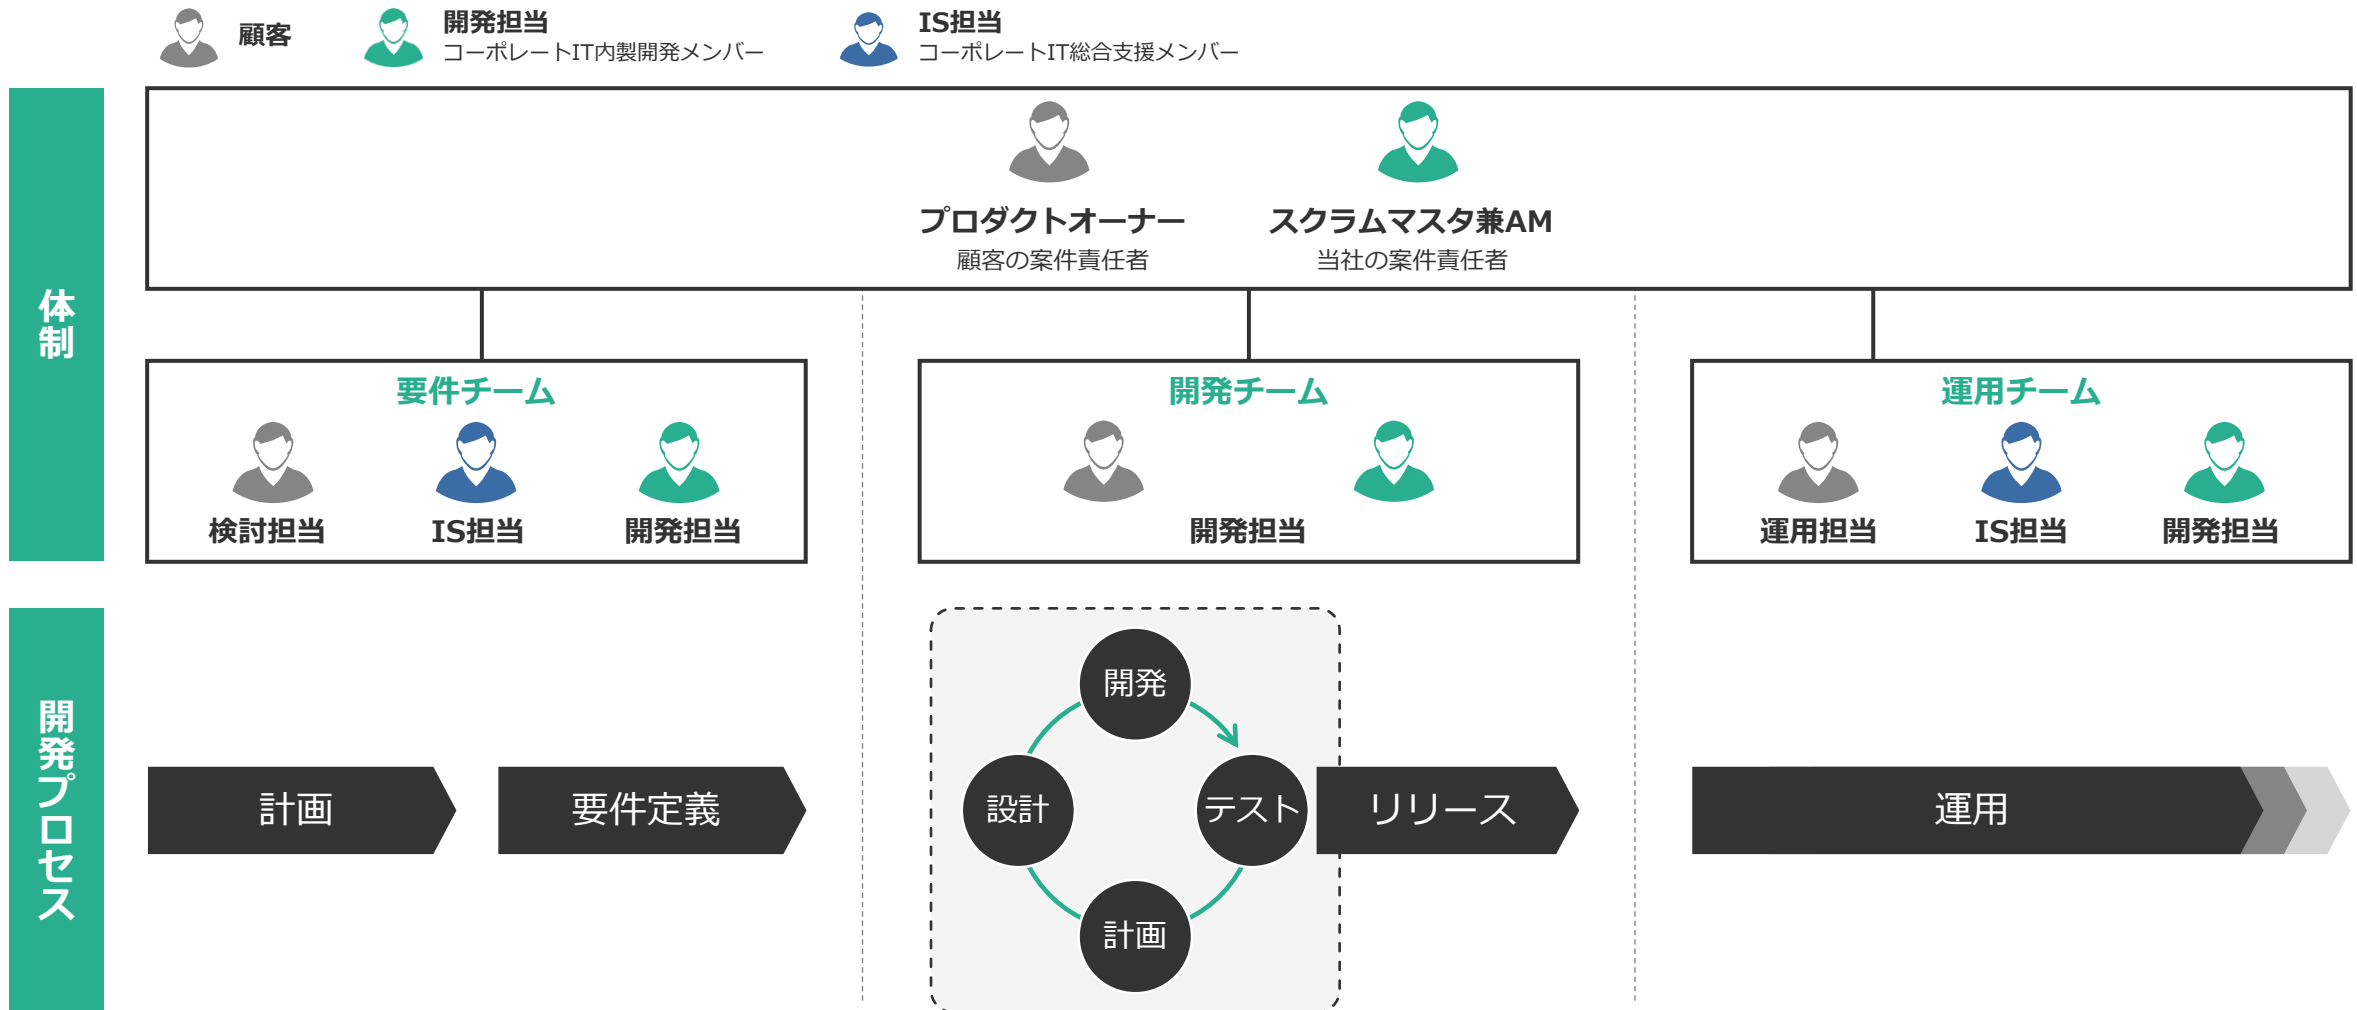 顧客
開発担当
コーポレートIT内製開発メンバー
IS担当
コーポレートIT総合支援メンバー
体制
プロダクトオーナー
顧客の案件責任者
スクラムマスタ兼AM
当社の案件責任者
要件チーム
検討担当
IS担当
開発担当
開発チーム
開発担当
運用チーム
運用担当
IS担当
開発担当
開発プロセス
計画
要件定義
開発
設計
テスト
計画
リリース
運用